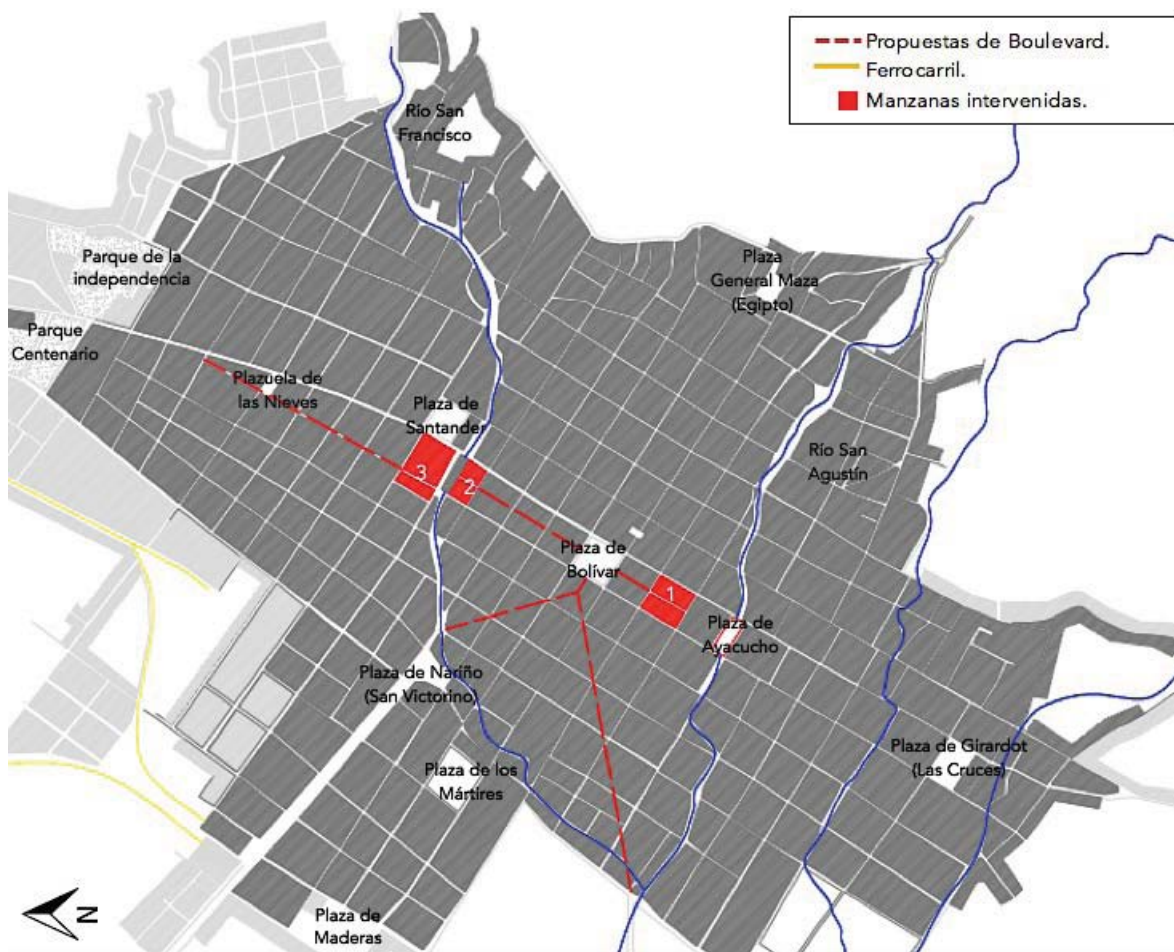 Propuestas de Boulevard.
Ferrocarril.
Manzanas intervenidas.
Río San
Francisco
Parque de la
independencia
Plaza
General Maza
(Egipto)
Parque
Centenario
Plazuela de
las Nieves
Plaza de
Santander
Río San
Agustín
3
2
Plaza de
Bolívar
1
Plaza de
Ayacucho
Plaza de Nariño
(San Victorino)
Plaza de Girardot
(Las Cruces)
Plaza de los
Mártires
Plaza de
Maderas
N